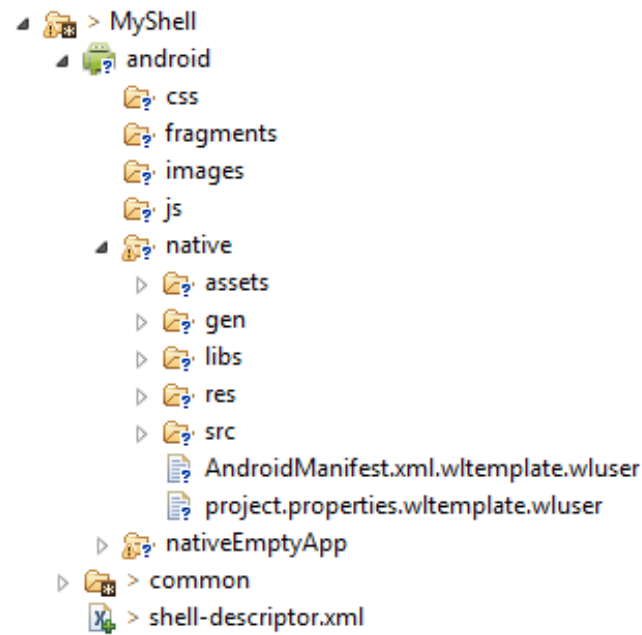 > MyShell
android
css
fragments
images
js
native
assets
gen
libs
res
src
AndroidManifest.xml.wltemplate.wluser
project.properties.wltemplate.wluser
nativeEmptyApp
> common
> shell-descriptor.xml